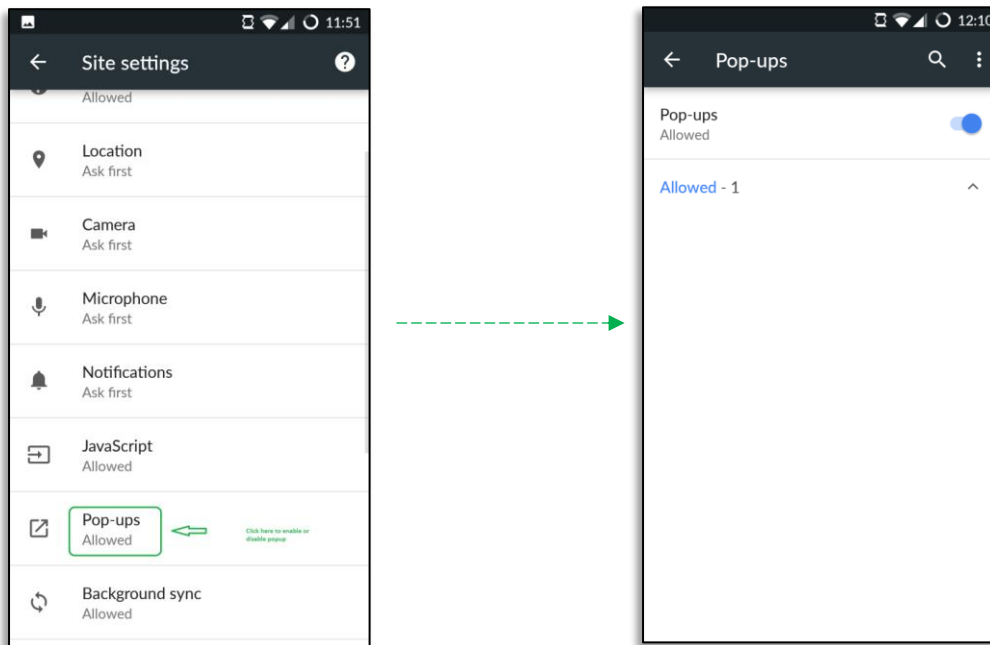 11:51
Site settings
Allowed
Location
Ask first
Camera
Ask first
Microphone
Ask first
Notifications
Ask first
JavaScript
Allowed
Pop-ups
Allowed
Click here to enable or
disable popup
Background sync
Allowed
12:10
Pop-ups
Pop-ups
Allowed
Allowed - 1